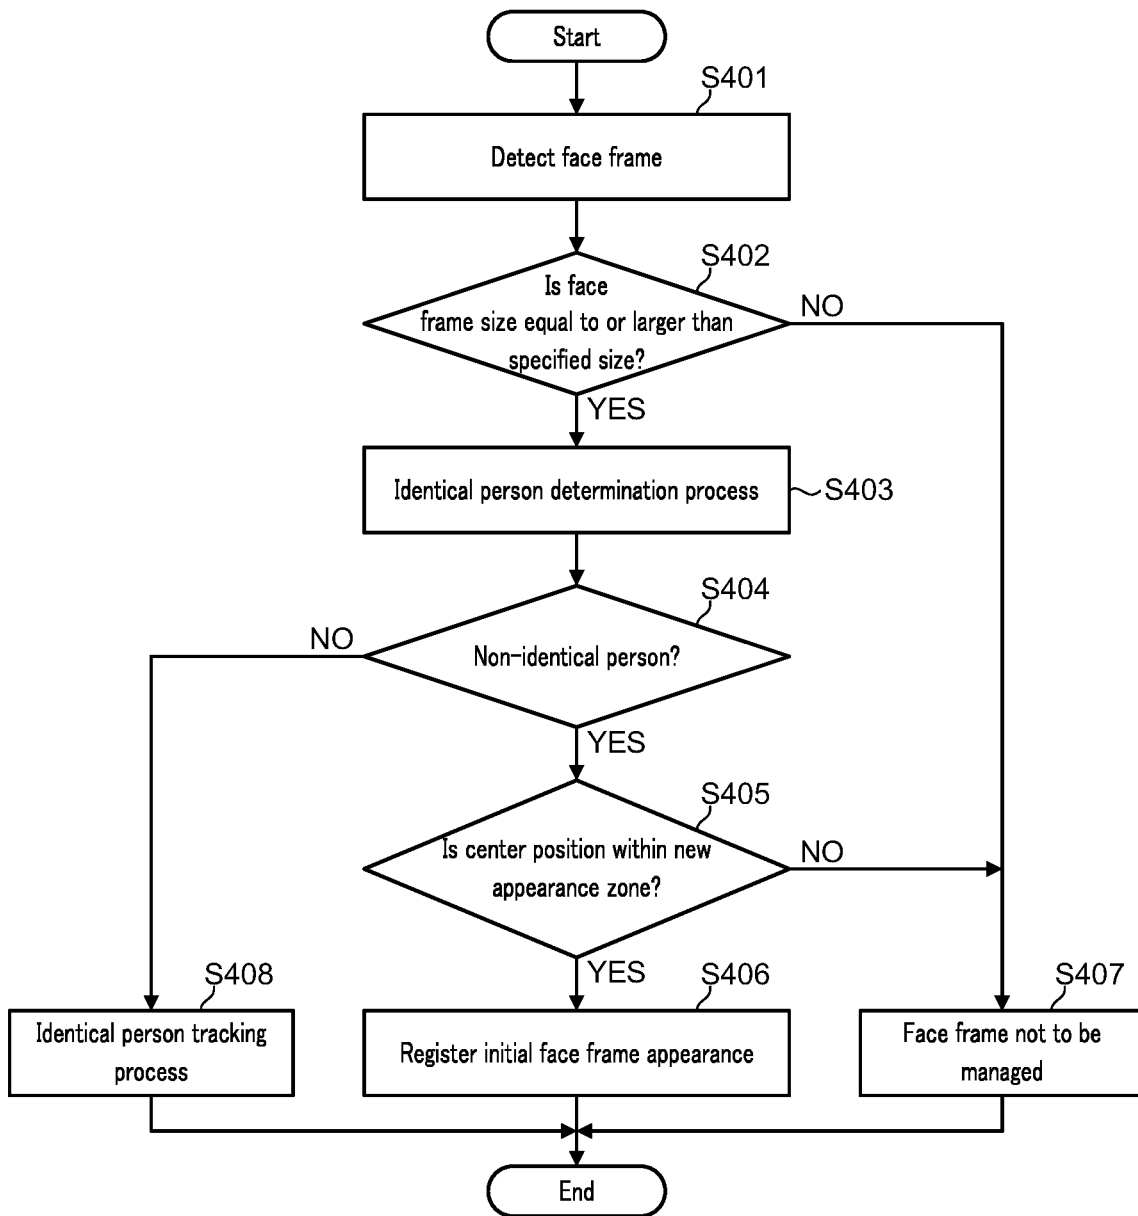 Start
S401
Detect face frame
S402
Is face
frame size equal to or larger than
specified size?
NO
YES
Identical person determination process
S403
S404
NO
Non-identical person?
YES
S405
Is center position within new
appearance zone?
NO
YES
S408
Identical person tracking
process
S406
Register initial face frame appearance
S407
Face frame not to be
managed
End